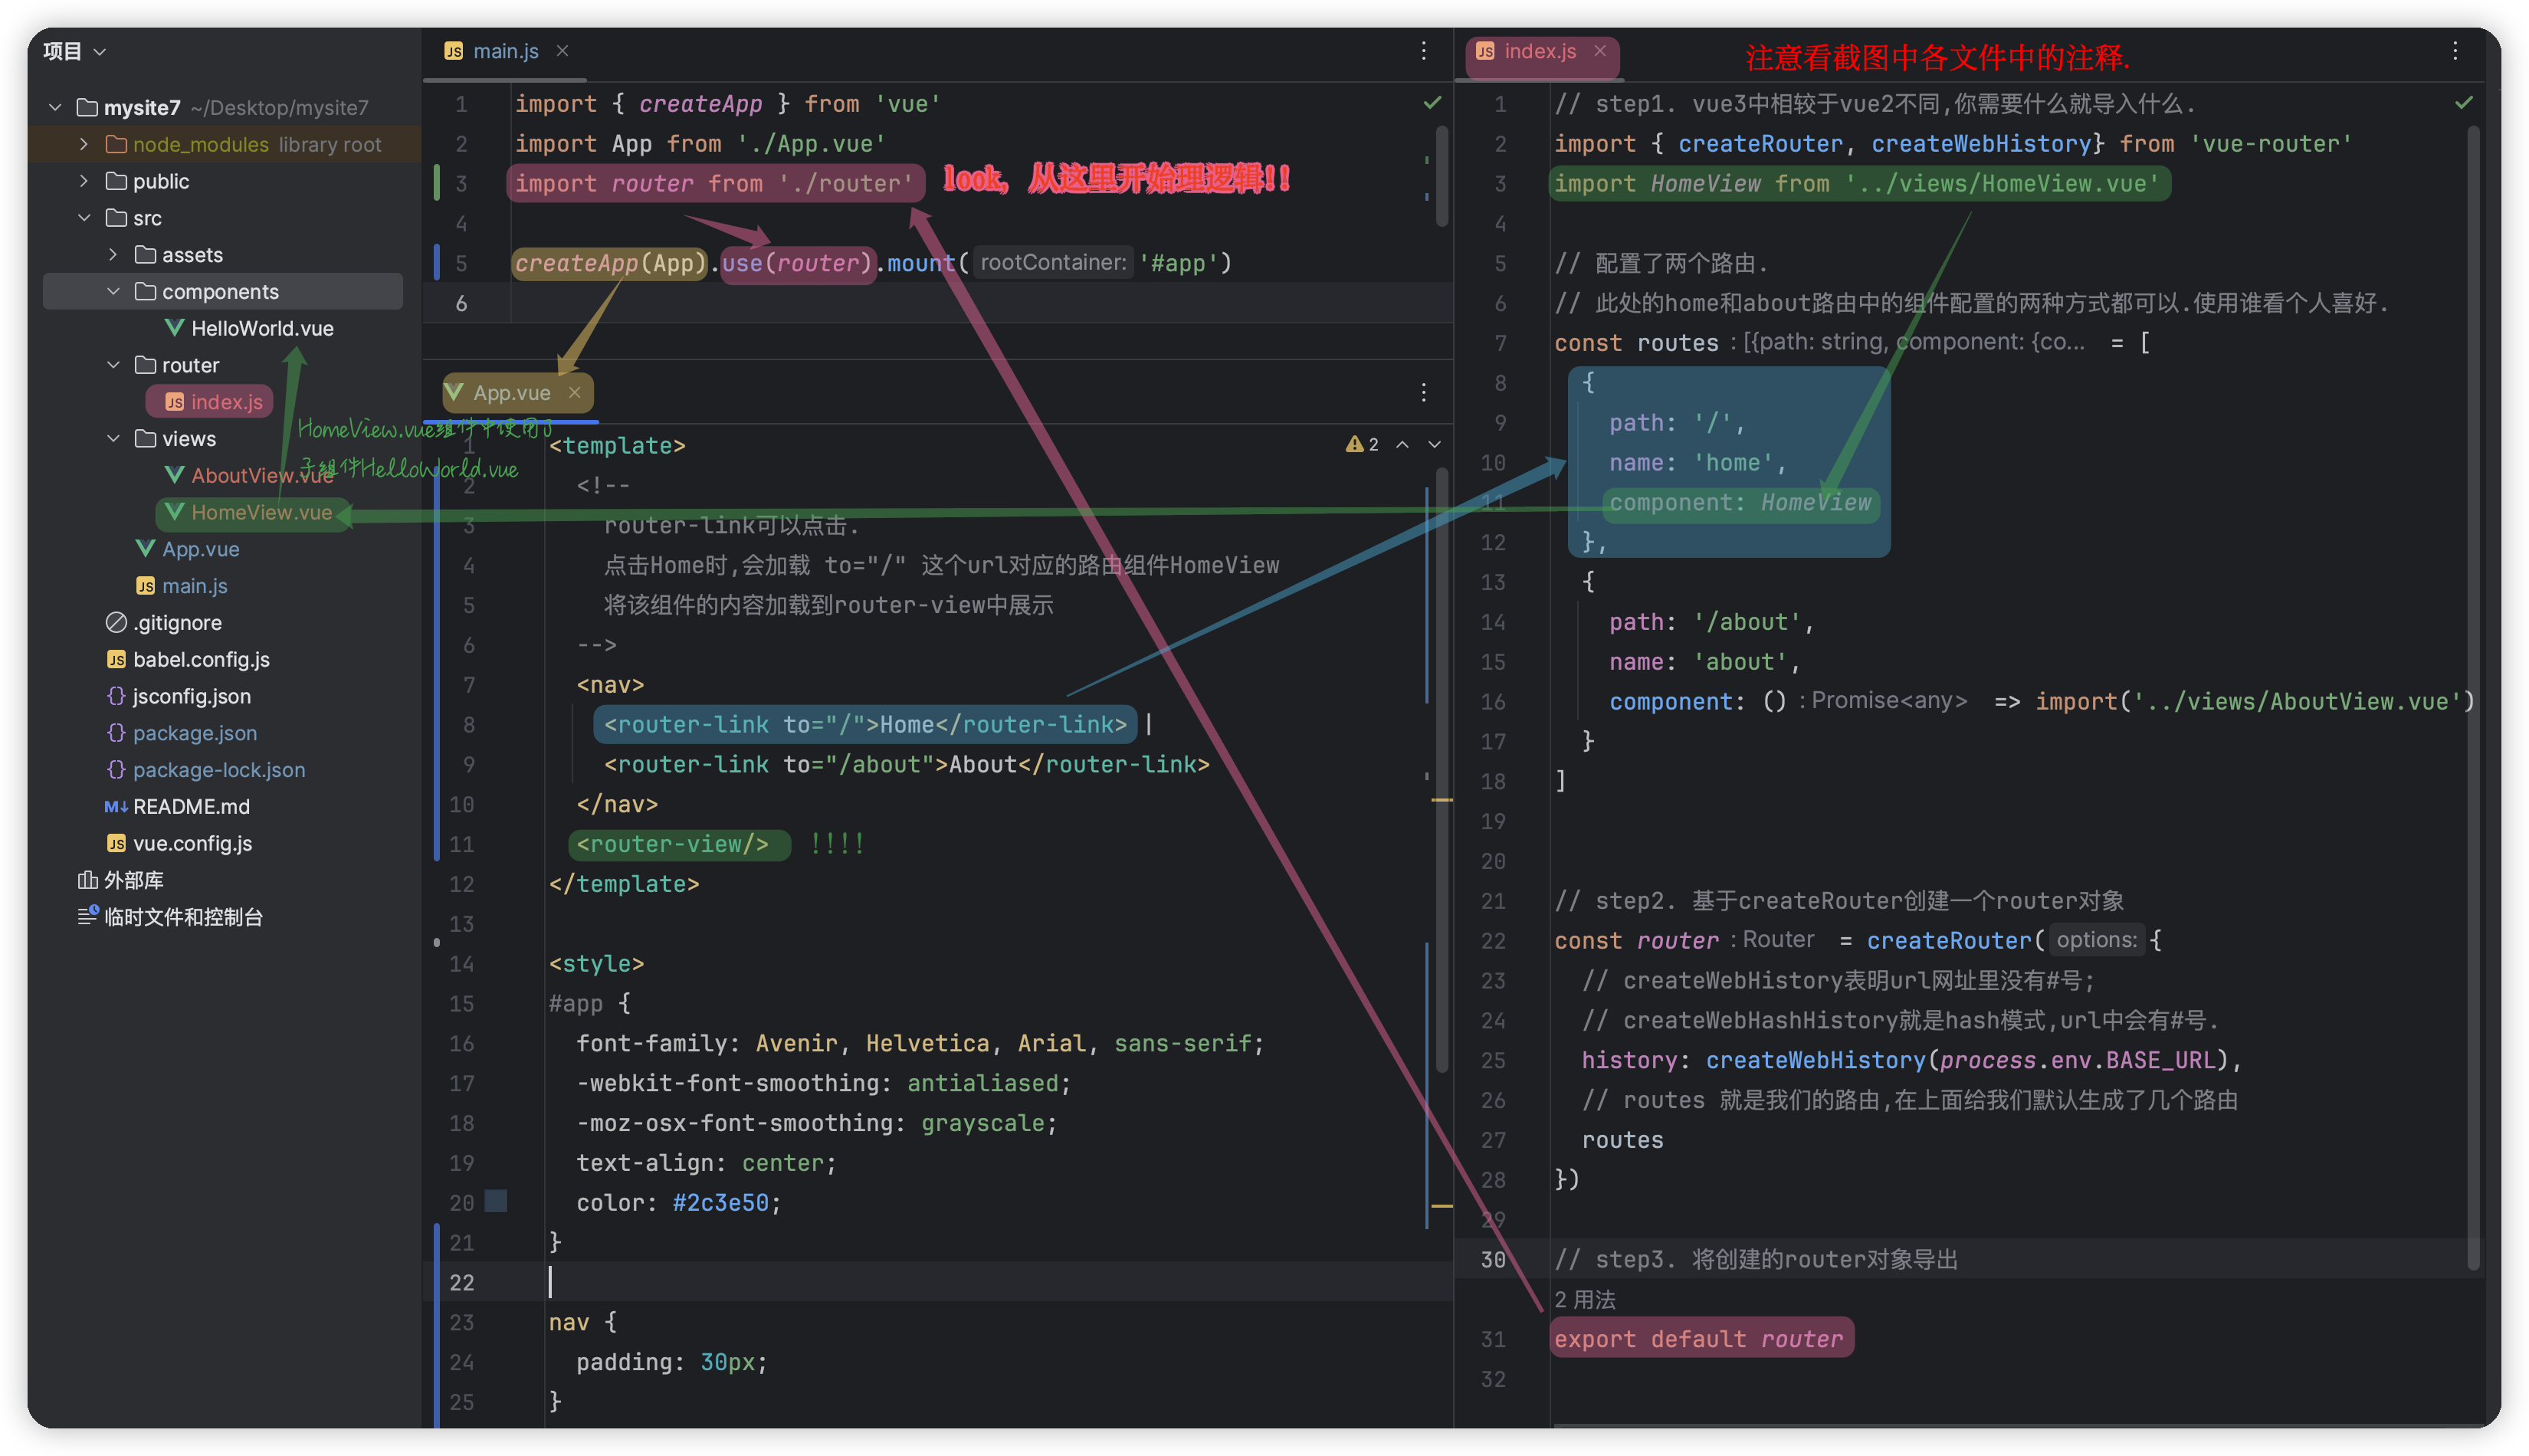 项目
mysite7 ~/Desktop/mysite7
node_modules library root
public
src
assets
components
HelloWorld.vue
router
index.js
views
AboutView.vue
HomeView.vue
App.vue
main.js
.gitignore
babel.config.js
jsconfig.json
package.json
package-lock.json
README.md
vue.config.js
外部库
临时文件和控制台
HomeView.vue组件中使用了
子组件HelloWorld.vue
main.js
1 import { createApp } from 'vue'
2 import App from './App.vue'
3 import router from './router'
look, 从这里开始理逻辑!!
4
5 createApp(App).use(router).mount( rootContainer: '#app')
6
App.vue
2
1 <template>
2 <!--
3 router-link可以点击.
4 点击Home时,会加载 to="/" 这个url对应的路由组件HomeView
5 将该组件的内容加载到router-view中展示
6 -->
7 <nav>
8 <router-link to="/">Home</router-link> |
9 <router-link to="/about">About</router-link>
10 </nav>
11 <router-view/> !!!!
12 </template>
13
14 <style>
15 #app {
16 font-family: Avenir, Helvetica, Arial, sans-serif;
17 -webkit-font-smoothing: antialiased;
18 -moz-osx-font-smoothing: grayscale;
19 text-align: center;
20 color: #2c3e50;
21 }
22
23 nav {
24 padding: 30px;
25 }
index.js
注意看截图中各文件中的注释.
1 // step1. vue3中相较于vue2不同,你需要什么就导入什么.
2 import { createRouter, createWebHistory} from 'vue-router'
3 import HomeView from '../views/HomeView.vue'
4
5 // 配置了两个路由.
6 // 此处的home和about路由中的组件配置的两种方式都可以.使用谁看个人喜好.
7 const routes : [{path: string, component: {co... = [
8 {
9 path: '/',
10 name: 'home',
11 component: HomeView
12 },
13 {
14 path: '/about',
15 name: 'about',
16 component: () : Promise<any> => import('../views/AboutView.vue')
17 }
18 ]
19
20
21 // step2. 基于createRouter创建一个router对象
22 const router : Router = createRouter( options: {
23 // createWebHistory表明url网址里没有#号;
24 // createWebHashHistory就是hash模式,url中会有#号.
25 history: createWebHistory(process.env.BASE_URL),
26 // routes 就是我们的路由,在上面给我们默认生成了几个路由
27 routes
28 })
29
30 // step3. 将创建的router对象导出
2 用法
31 export default router
32